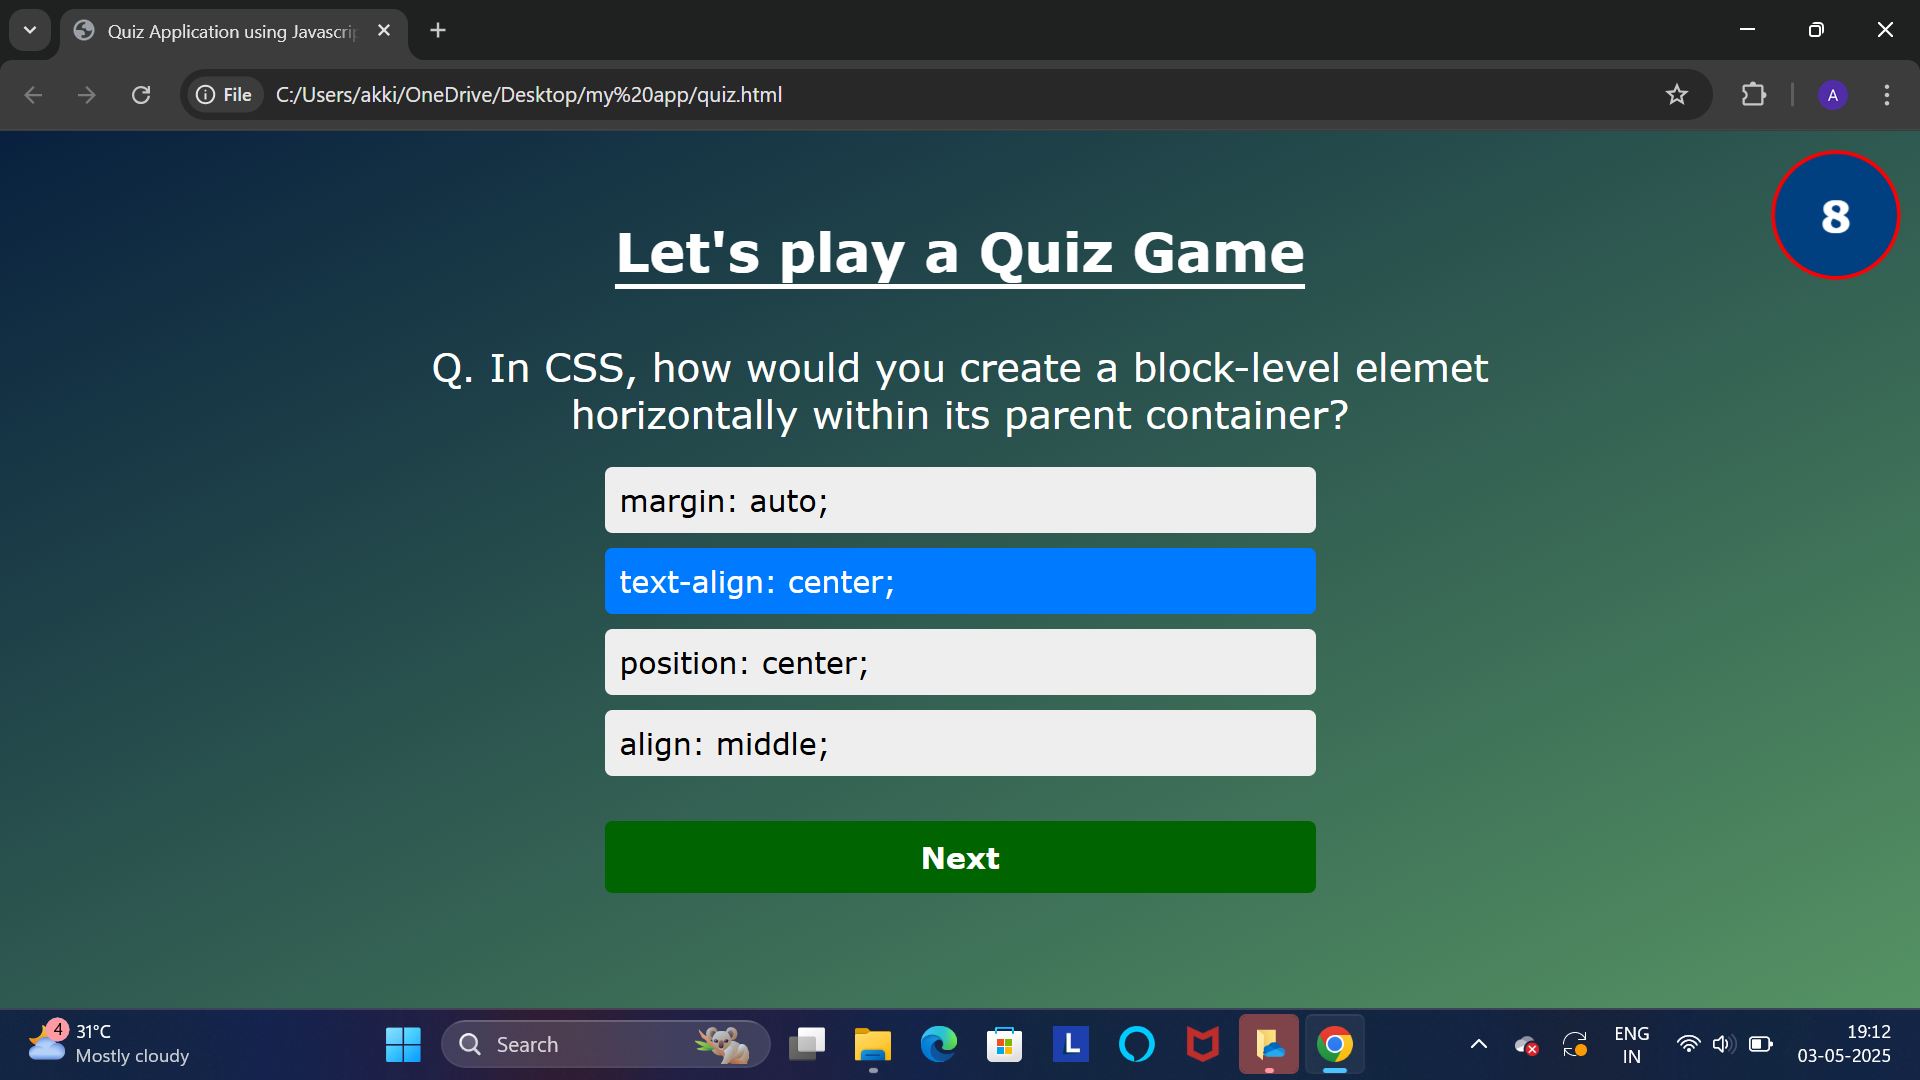 Quiz Application using Javascrip
File
C:/Users/akki/OneDrive/Desktop/my%20app/quiz.html
A
8
Let's play a Quiz Game
Q. In CSS, how would you create a block-level elemet
horizontally within its parent container?
margin: auto;
text-align: center;
position: center;
align: middle;
Next
4
31°C
Mostly cloudy
Search
L
ENG
IN
19:12
03-05-2025